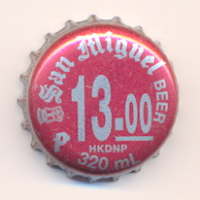 San Miguel
BEER
13.00
HKDNP
320 ml